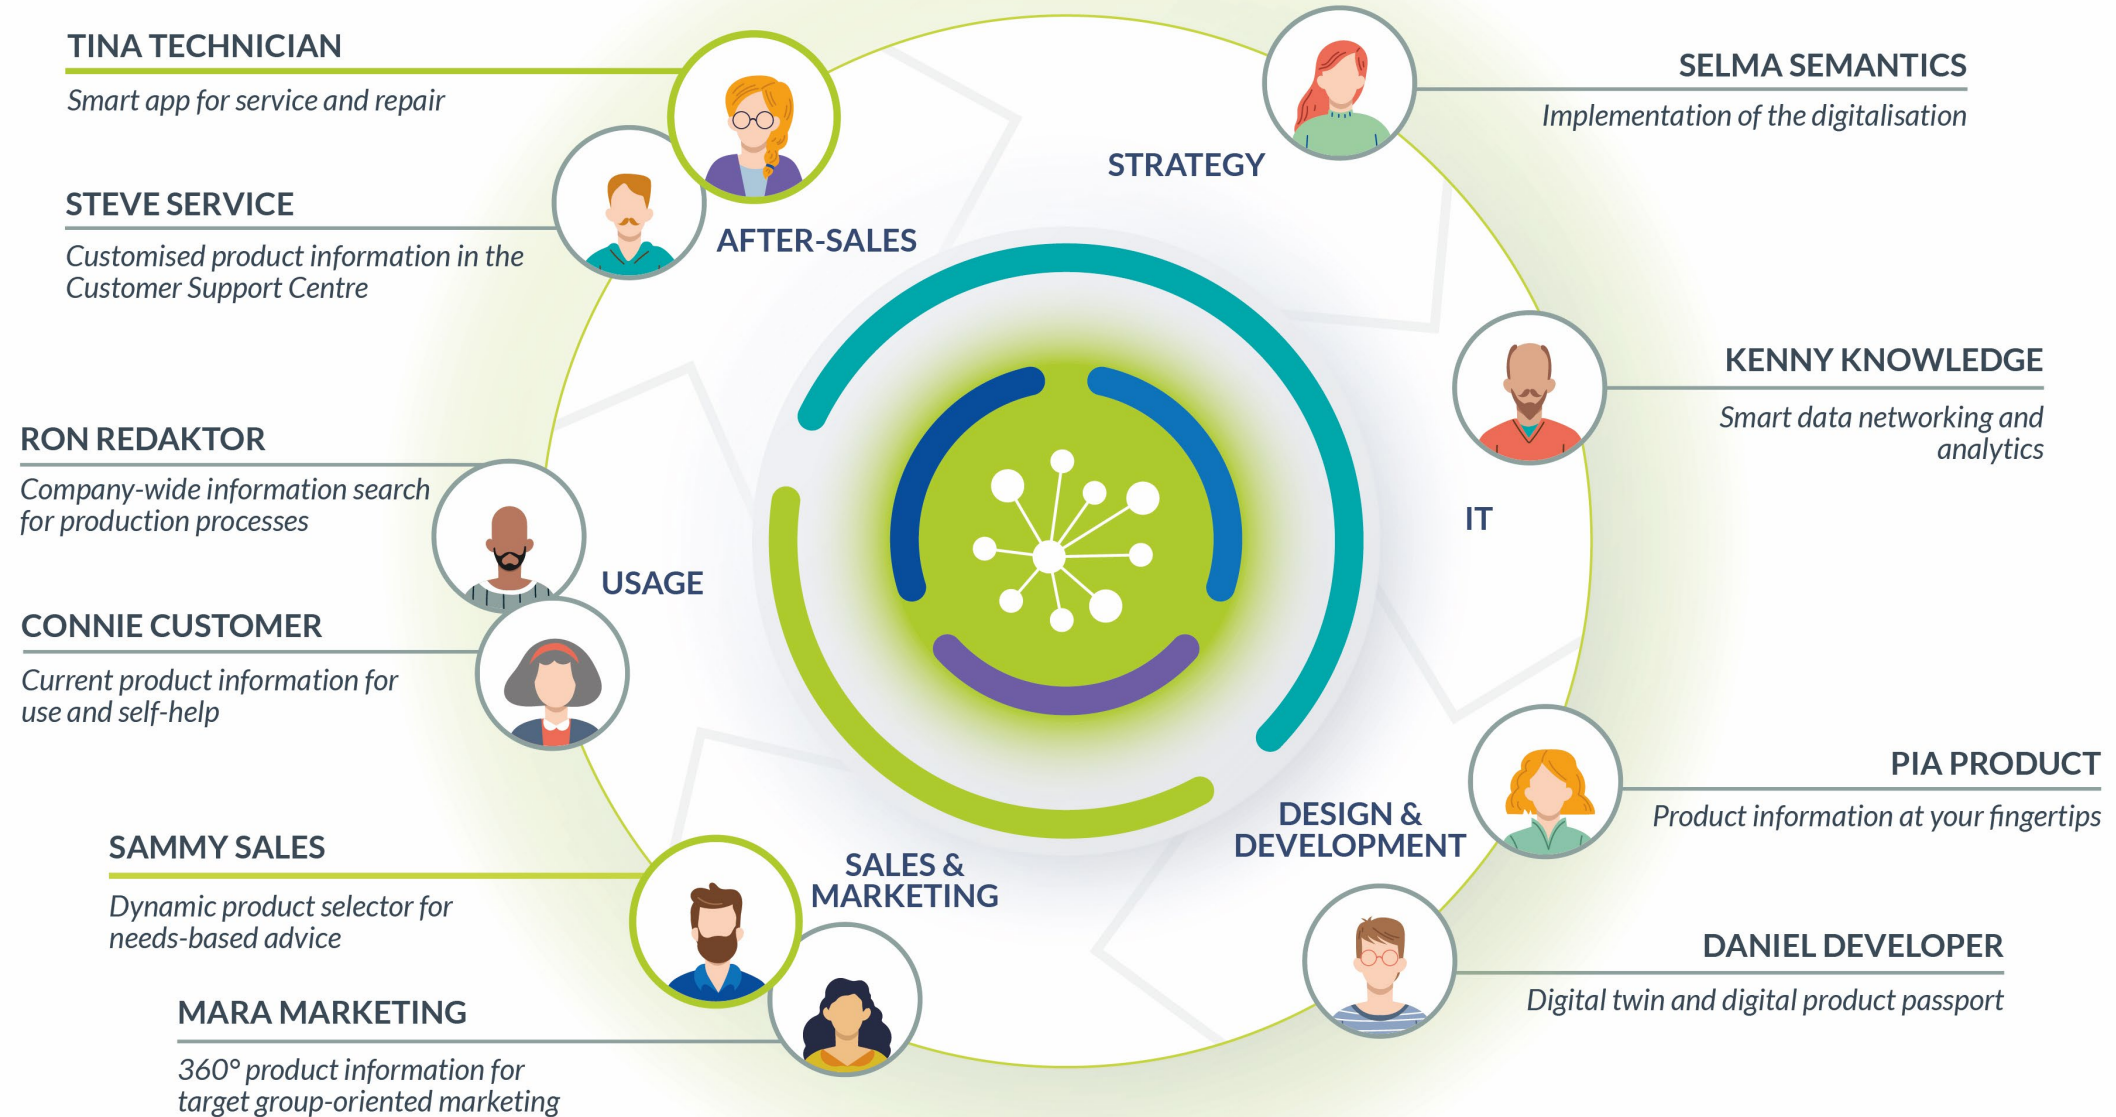 TINA TECHNICIAN
Smart app for service and repair
STEVE SERVICE
Customised product information in the
Customer Support Centre
AFTER-SALES
RON REDAKTOR
Company-wide information search
for production processes
CONNIE CUSTOMER
Current product information for
use and self-help
USAGE
SAMMY SALES
Dynamic product selector for
needs-based advice
MARA MARKETING
360° product information for
target group-oriented marketing
SALES &
MARKETING
STRATEGY
SELMA SEMANTICS
Implementation of the digitalisation
KENNY KNOWLEDGE
Smart data networking and
analytics
IT
PIA PRODUCT
Product information at your fingertips
DESIGN &
DEVELOPMENT
DANIEL DEVELOPER
Digital twin and digital product passport